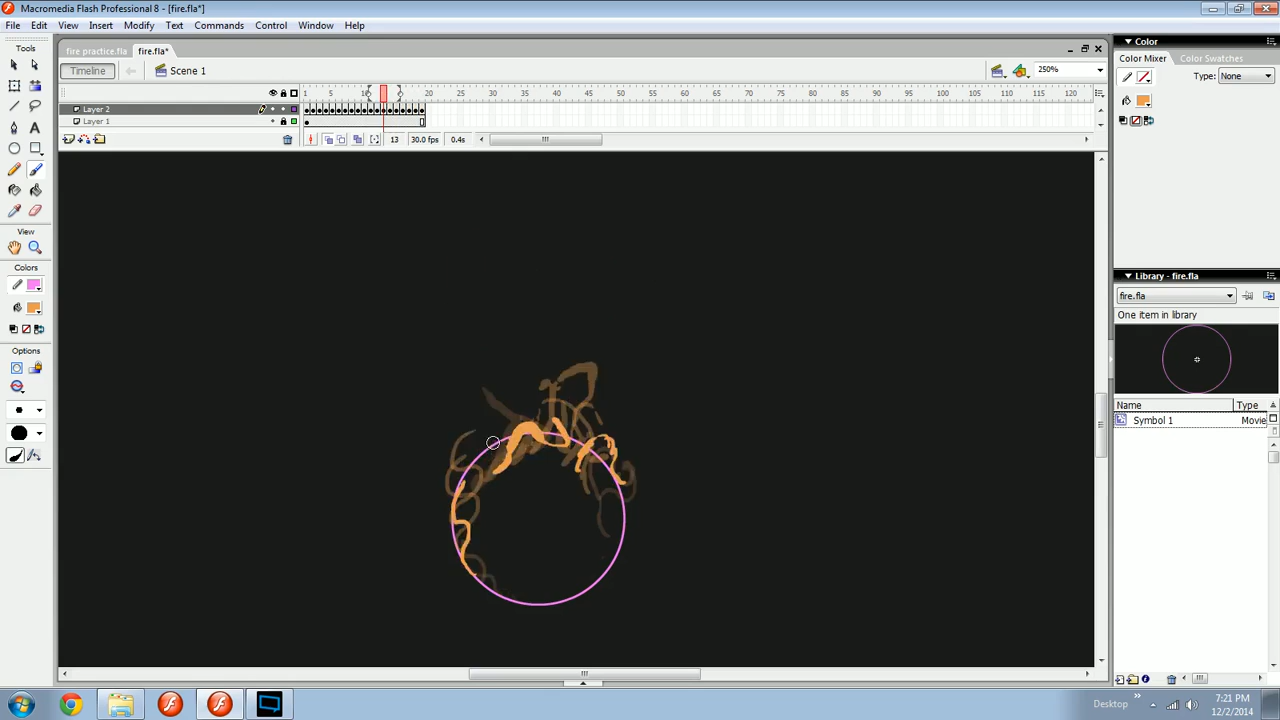 Macromedia Flash Professional 8 - [fire.fla*]
File Edit View Insert Modify Text Commands Control Window Help
Tools
fire practice.fla fire.fla*
Timeline Scene 1 250%
1 5 10 15 20 25 30 35 40 45 50 55 60 65 70 75 80 85 90 95 100 105 110 115 120
Layer 2
Layer 1
13 30.0 fps 0.4s
View
Colors
Options
Color
Color Mixer Color Swatches
Type: None
Library - fire.fla
fire.fla
One item in library
Name Type
Symbol 1 Movie
Desktop 7:21 PM
12/2/2014